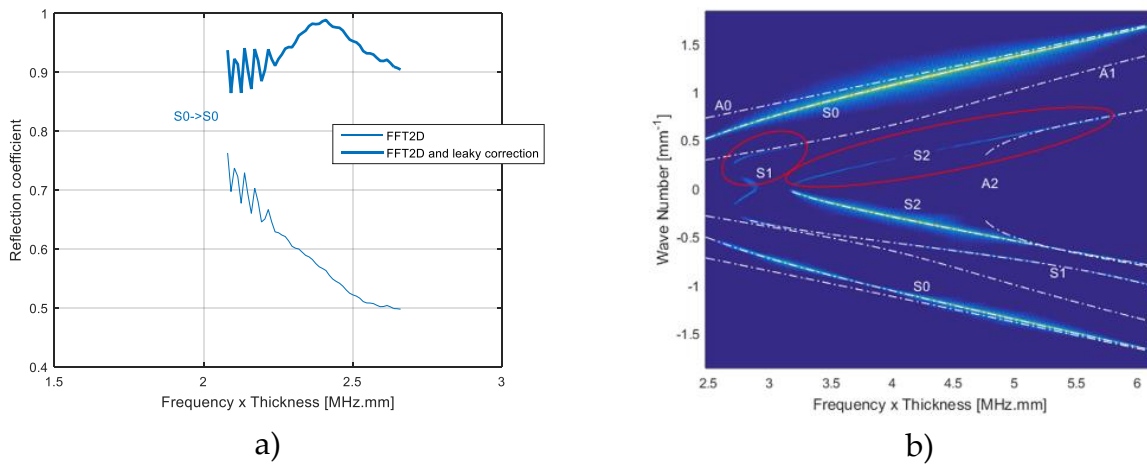 1
0.9
0.8
0.7
0.6
0.5
0.4
Reflection coefficient
S0->S0
FFT2D
FFT2D and leaky correction
1.5 2 2.5 3
Frequency x Thickness [MHz.mm]
a)
1.5
1
0.5
0
-0.5
-1
-1.5
Wave Number [mm-1]
A0
S0
A1
S1
S2
A2
S2
S1
S0
2.5 3 3.5 4 4.5 5 5.5 6
Frequency x Thickness [MHz.mm]
b)